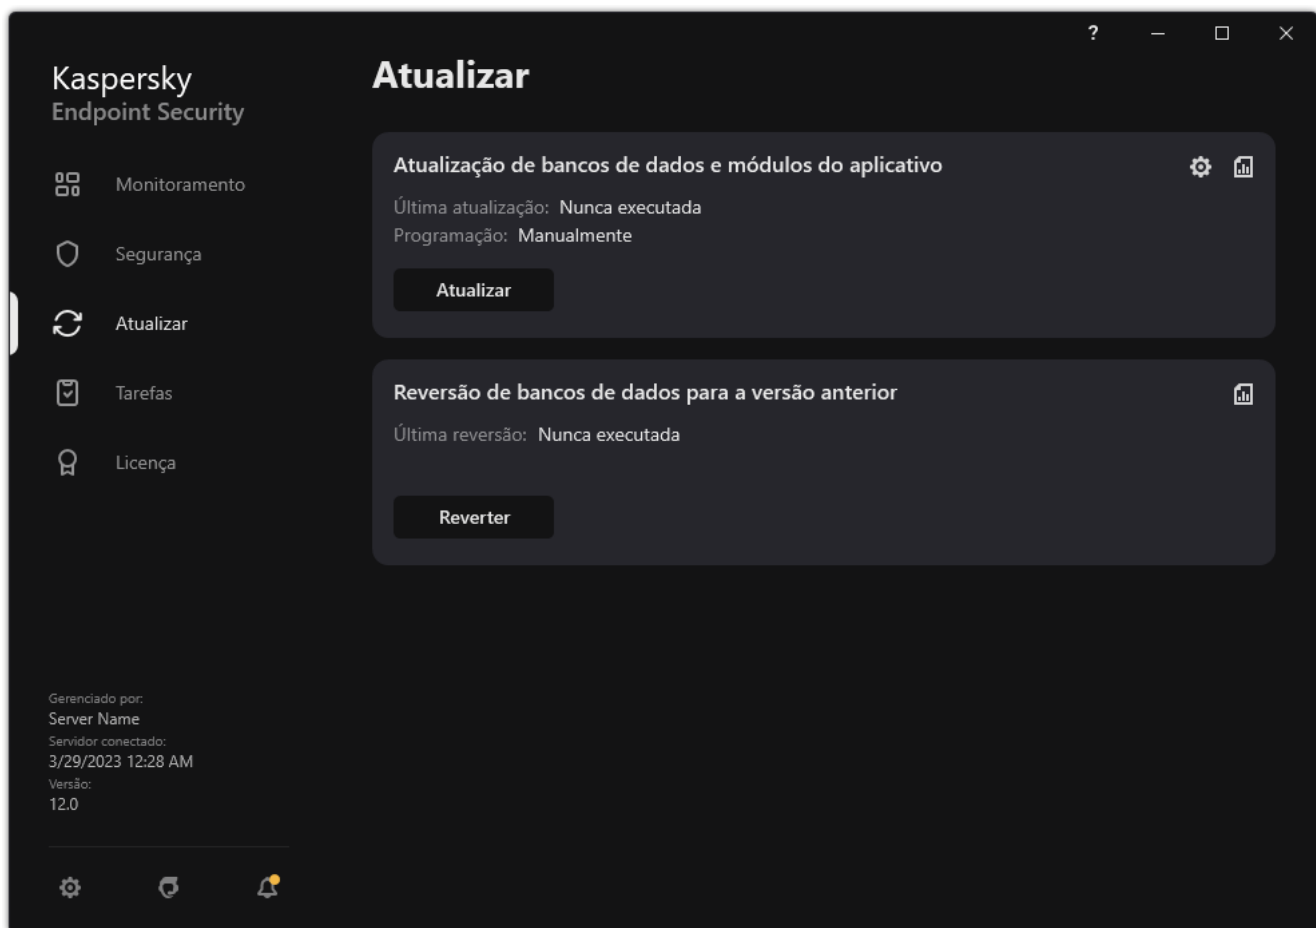 ?
Kaspersky
Endpoint Security
Monitoramento
Segurança
Atualizar
Tarefas
Licença
Gerenciado por:
Server Name
Servidor conectado:
3/29/2023 12:28 AM
Versão:
12.0
Atualizar
Atualização de bancos de dados e módulos do aplicativo
Última atualização: Nunca executada
Programação: Manualmente
Atualizar
Reversão de bancos de dados para a versão anterior
Última reversão: Nunca executada
Reverter